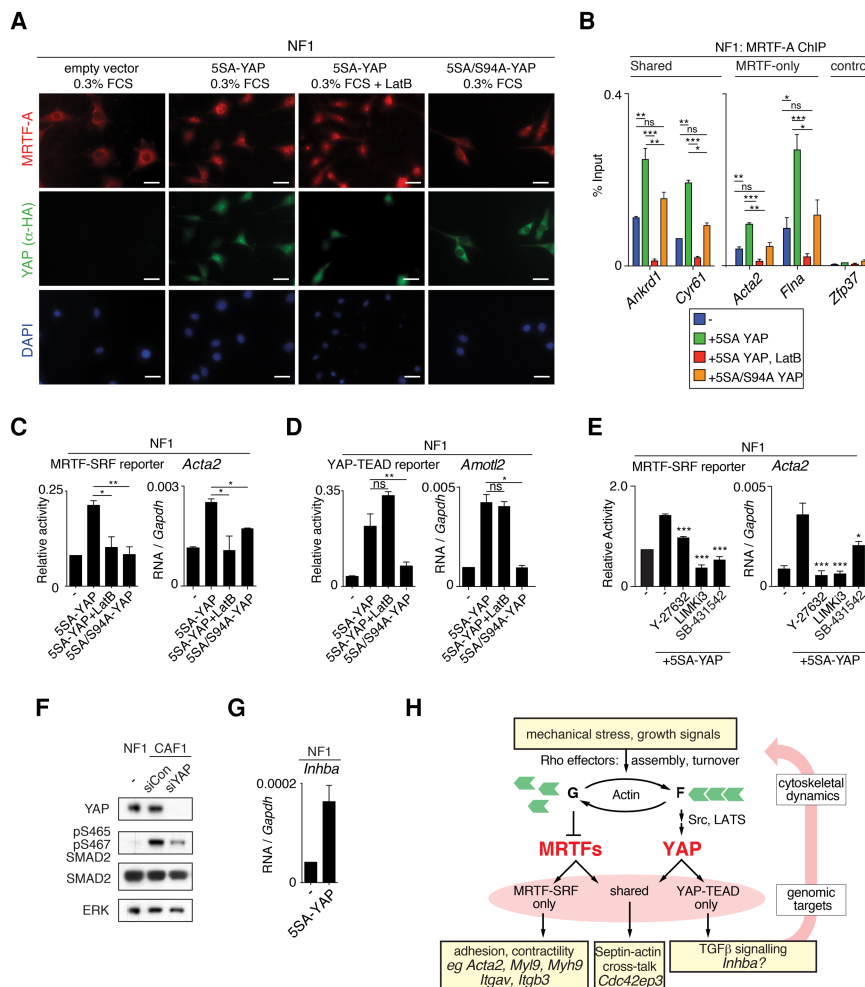 A
NF1
empty vector
0.3% FCS
5SA-YAP
0.3% FCS
5SA-YAP
0.3% FCS + LatB
5SA/S94A-YAP
0.3% FCS
MRTF-A
YAP (α-HA)
DAPI
B
NF1: MRTF-A ChIP
Shared
MRTF-only
contro
0.4
% Input
0
** ns *** **
** ns *** *
** ns *** **
* ns *** *
Ankrd1
Cyr61
Acta2
Flna
Zfp37
-
+5SA YAP
+5SA YAP, LatB
+5SA/S94A YAP
C
NF1
MRTF-SRF reporter
Acta2
0.25
Relative activity
0
** *
-
5SA-YAP
5SA-YAP+LatB
5SA/S94A-YAP
0.003
RNA / Gapdh
0
* *
-
5SA-YAP
5SA-YAP+LatB
5SA/S94A-YAP
D
NF1
YAP-TEAD reporter
Amotl2
0.35
Relative activity
0
** ns
-
5SA-YAP
5SA-YAP+LatB
5SA/S94A-YAP
0.005
RNA / Gapdh
0
* ns
-
5SA-YAP
5SA-YAP+LatB
5SA/S94A-YAP
E
NF1
MRTF-SRF reporter
Acta2
2.0
Relative Activity
0
*** *** ***
-
-
Y-27632
LIMKi3
SB-431542
+5SA-YAP
0.005
RNA / Gapdh
0
*** *** *
-
-
Y-27632
LIMKi3
SB-431542
+5SA-YAP
F
NF1 CAF1
-
siCon
siYAP
YAP
pS465
pS467
SMAD2
SMAD2
ERK
G
NF1
Inhba
0.0002
RNA / Gapdh
0
-
5SA-YAP
H
mechanical stress, growth signals
Rho effectors: assembly, turnover
G Actin F
Src, LATS
MRTFs YAP
MRTF-SRF
only
shared
YAP-TEAD
only
adhesion, contractility
eg Acta2, Myl9, Myh9
Itgav, Itgb3
Septin-actin
cross-talk
Cdc42ep3
TGFβ signalling
Inhba?
cytoskeletal
dynamics
genomic
targets